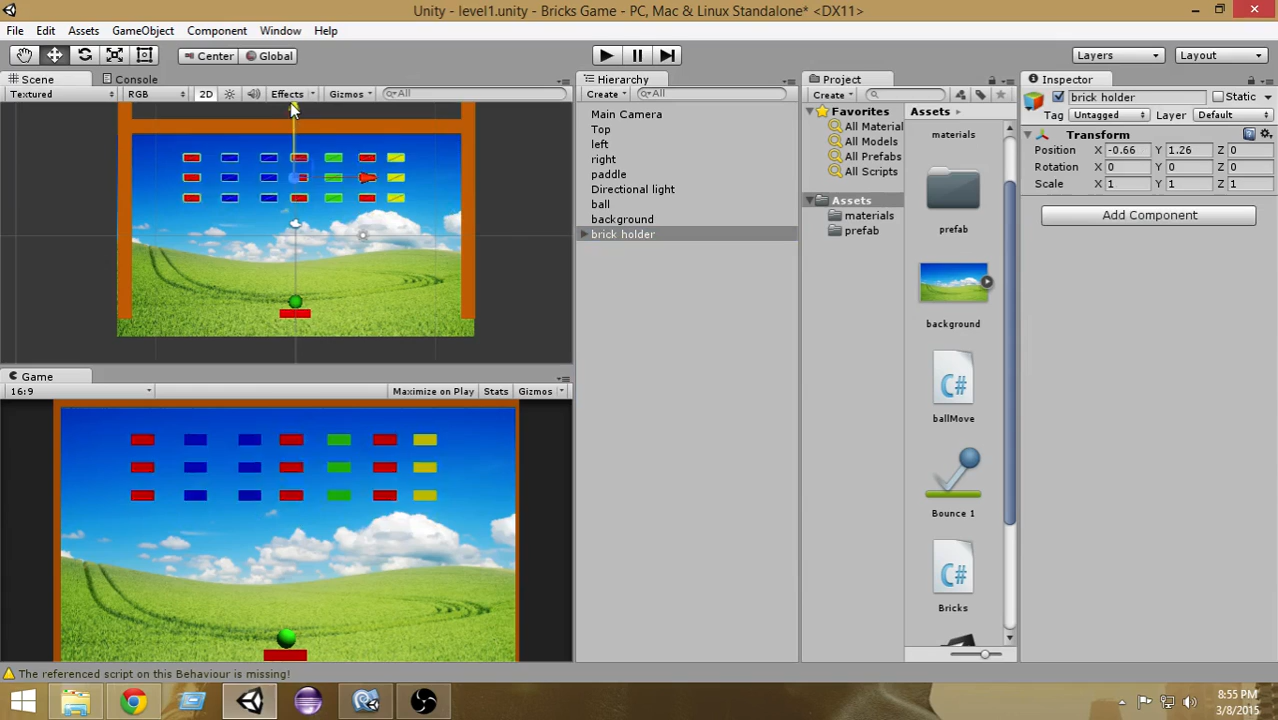 Unity - level1.unity - Bricks Game - PC, Mac & Linux Standalone* <DX11>
File Edit Assets GameObject Component Window Help
Center Global Layers Layout
Scene Console
Textured RGB 2D Effects Gizmos All
Hierarchy
Create All
Main Camera
Top
left
right
paddle
Directional light
ball
background
brick holder
Project
Create
Favorites
All Material
All Models
All Prefabs
All Scripts
Assets
materials
prefab
Assets
materials
prefab
background
ballMove
Bounce 1
Bricks
C#
C#
Inspector
brick holder Static
Tag Untagged Layer Default
Transform
Position X -0.66 Y 1.26 Z 0
Rotation X 0 Y 0 Z 0
Scale X 1 Y 1 Z 1
Add Component
Game
16:9 Maximize on Play Stats Gizmos
The referenced script on this Behaviour is missing!
8:55 PM
3/8/2015